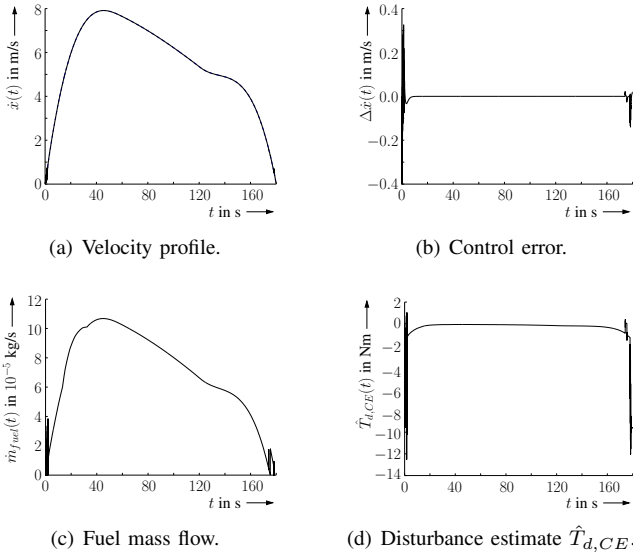 8
6
4
2
0
0 40 80 120 160
ẋ(t) in m/s
t in s
(a) Velocity profile.
0.4
0.2
0.0
−0.2
−0.4
0 40 80 120 160
Δẋ(t) in m/s
t in s
(b) Control error.
12
10
8
6
4
2
0
0 40 80 120 160
ṁ_fuel(t) in 10^−5 kg/s
t in s
(c) Fuel mass flow.
2
0
−2
−4
−6
−8
−10
−12
−14
0 40 80 120 160
T̂_d,CE(t) in Nm
t in s
(d) Disturbance estimate T̂_d,CE.